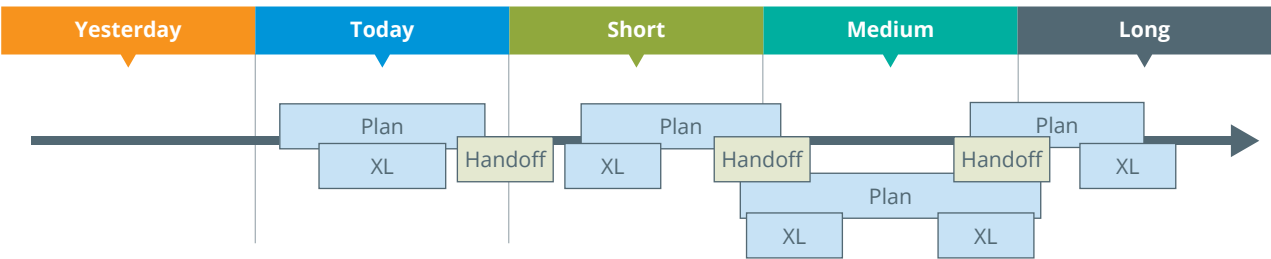 Yesterday
Today
Short
Medium
Long
Plan
Plan
Plan
XL
Handoff
XL
Handoff
Handoff
XL
Plan
XL
XL